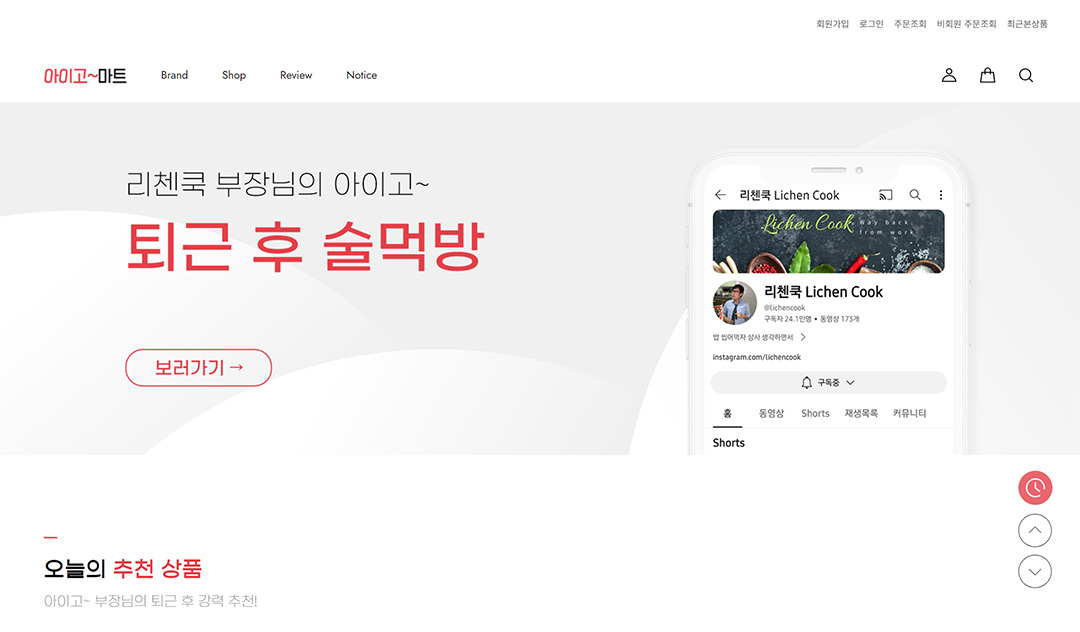 회원가입 로그인 주문조회 비회원 주문조회 최근본상품
아이고~마트 Brand Shop Review Notice
리첸쿡 부장님의 아이고~
퇴근 후 술먹방
보러가기 →
리첸쿡 Lichen Cook
Lichen Cook Way back from work
리첸쿡 Lichen Cook
@lichencook
구독자 24.1만명 • 동영상 173개
밥 씹어먹자 상사 생각하면서
instagram.com/lichencook
구독중
홈 동영상 Shorts 재생목록 커뮤니티
Shorts
오늘의 추천 상품
아이고~ 부장님의 퇴근 후 강력 추천!